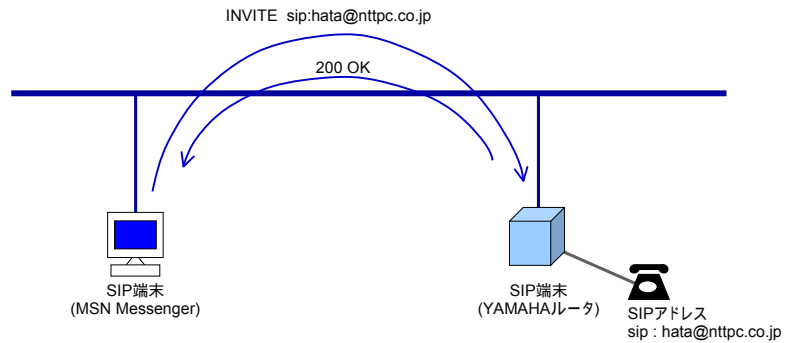 INVITE sip:hata@nttpc.co.jp
200 OK
SIP端末
(MSN Messenger)
SIP端末
(YAMAHAルータ)
SIPアドレス
sip : hata@nttpc.co.jp